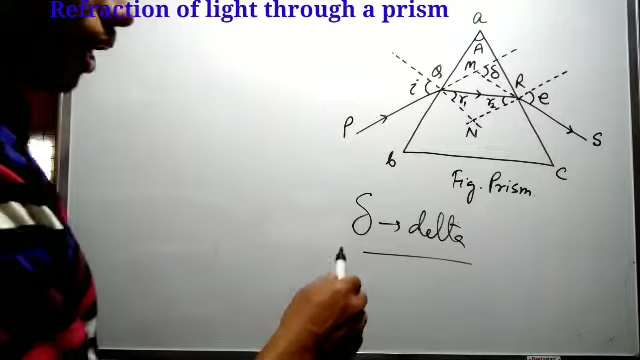 Refraction of light through a prism
a
A
M δ
Q R
i r₁ r₂ e
P N S
b c
Fig. Prism.
δ → delta